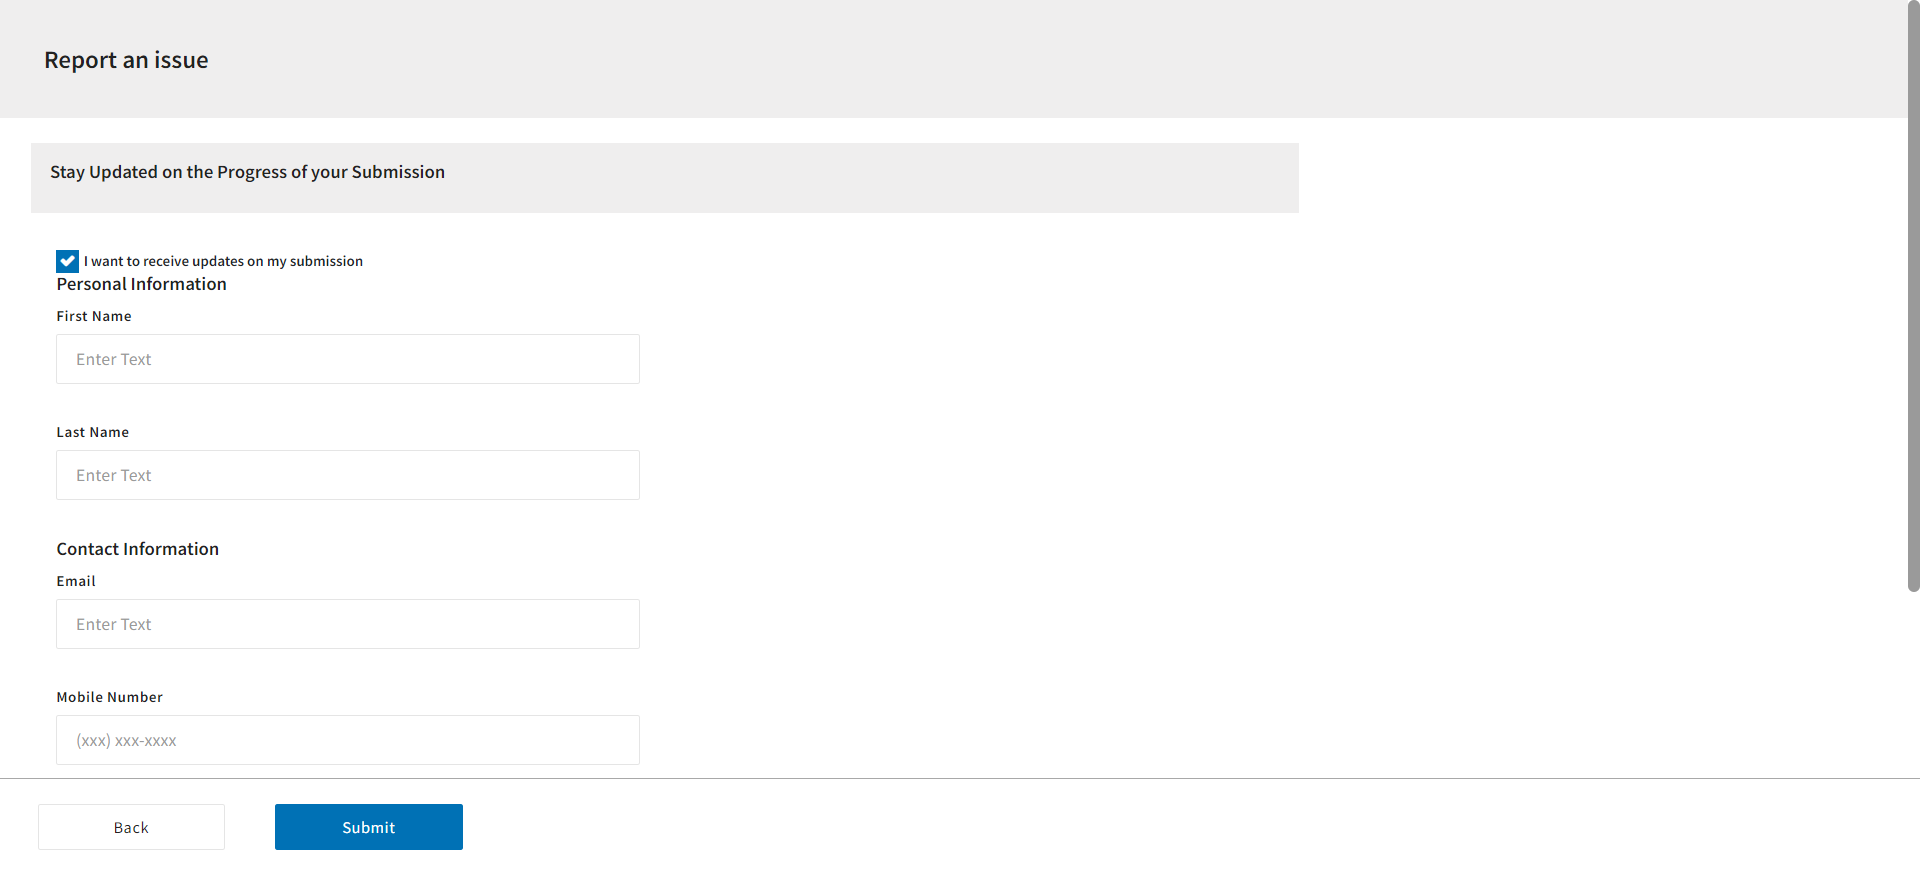 Report an issue
Stay Updated on the Progress of your Submission
I want to receive updates on my submission
Personal Information
First Name
Enter Text
Last Name
Enter Text
Contact Information
Email
Enter Text
Mobile Number
(xxx) xxx-xxxx
Back Submit